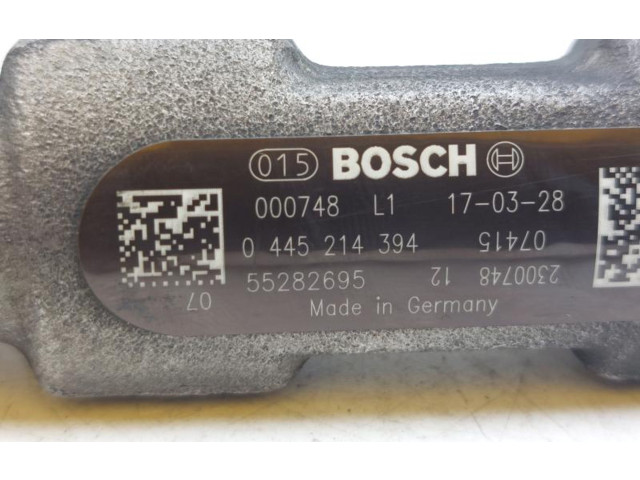 015 BOSCH
000748 L1 17-03-28
0 445 214 394 07415
55282695 2300748 12
07 Made in Germany